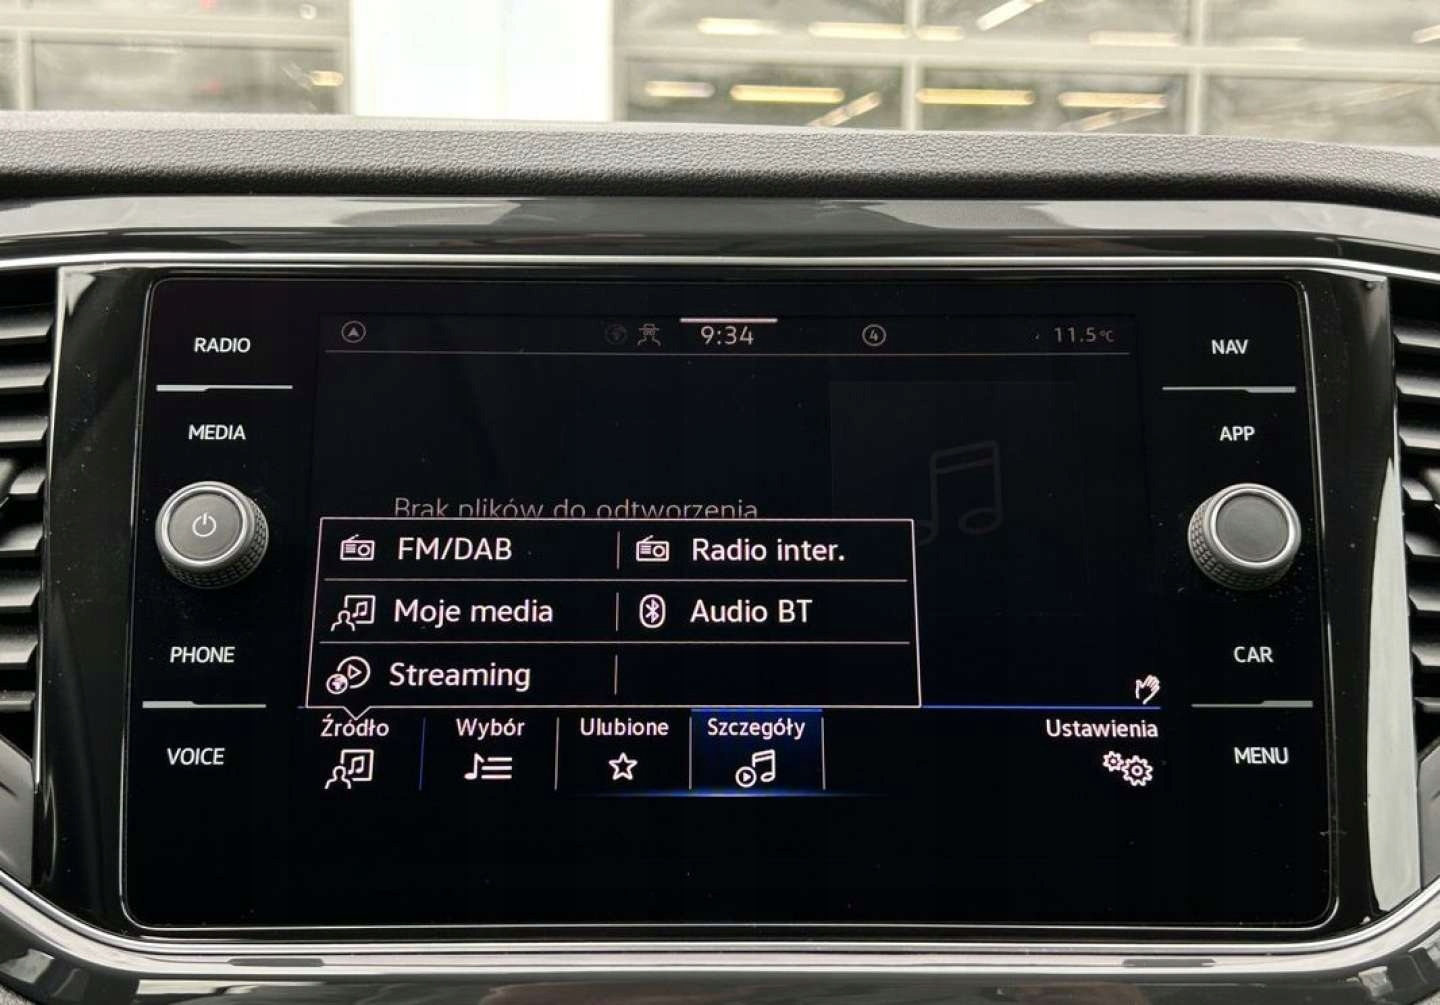 RADIO
MEDIA
PHONE
VOICE
9:34
4
11.5°C
Brak plików do odtworzenia
FM/DAB
Radio inter.
Moje media
Audio BT
Streaming
Źródło
Wybór
Ulubione
Szczegóły
Ustawienia
NAV
APP
CAR
MENU